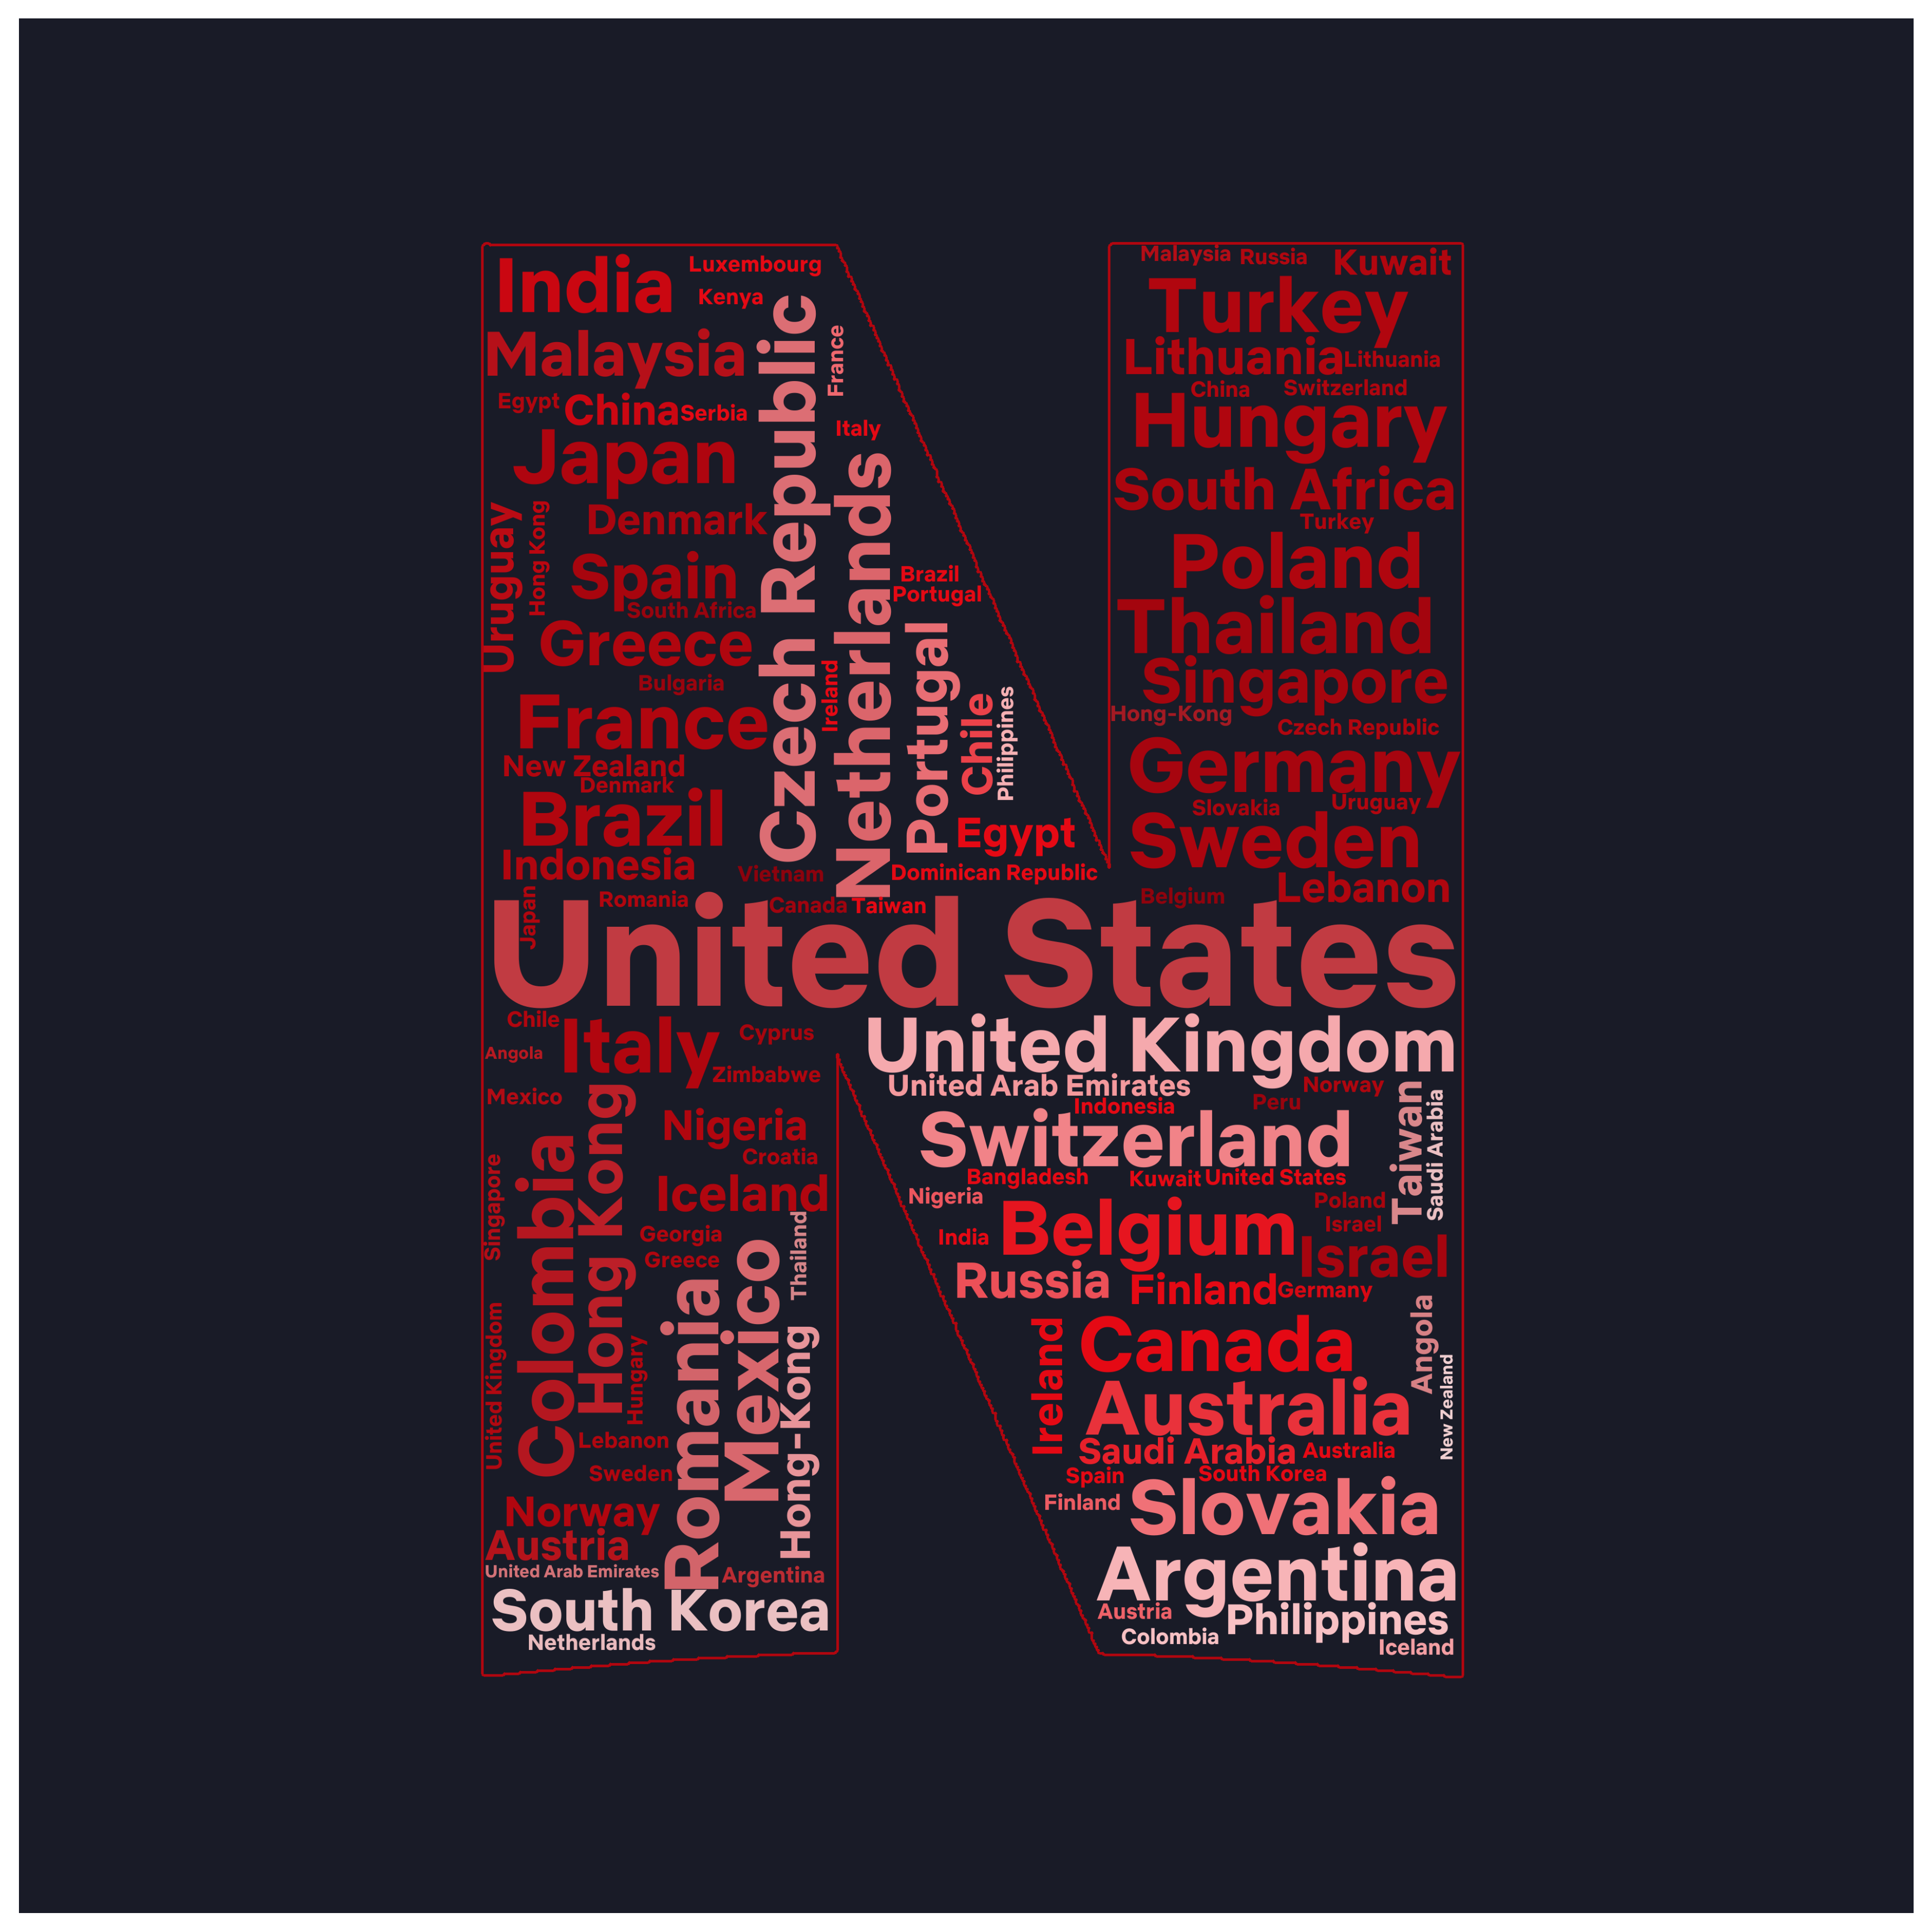 India
Luxembourg
Kenya
Malaysia
Czech Republic
France
Egypt
China
Serbia
Italy
Japan
Netherlands
Uruguay
Hong Kong
Denmark
Spain
South Africa
Brazil
Portugal
Greece
Portugal
Ireland
Bulgaria
Chile
Philippines
France
New Zealand
Denmark
Brazil
Egypt
Indonesia
Vietnam
Dominican Republic
Malaysia
Russia
Kuwait
Turkey
Lithuania
Lithuania
China
Switzerland
Hungary
South Africa
Turkey
Poland
Thailand
Singapore
Hong-Kong
Czech Republic
Germany
Slovakia
Uruguay
Sweden
Belgium
Lebanon
Japan
Romania
Canada
Taiwan
United States
Chile
Italy
Cyprus
Angola
Zimbabwe
Mexico
Hong Kong
Nigeria
Colombia
Croatia
Singapore
Iceland
Georgia
Thailand
Greece
Mexico
Romania
United Kingdom
Hungary
Hong-Kong
Lebanon
Sweden
Norway
Austria
United Arab Emirates
Argentina
South Korea
Netherlands
United Kingdom
United Arab Emirates
Norway
Indonesia
Peru
Taiwan
Saudi Arabia
Switzerland
Bangladesh
Kuwait
United States
Nigeria
Poland
Israel
Belgium
India
Israel
Russia
Finland
Germany
Angola
Ireland
Canada
New Zealand
Australia
Saudi Arabia
Australia
Spain
South Korea
Finland
Slovakia
Argentina
Austria
Philippines
Colombia
Iceland